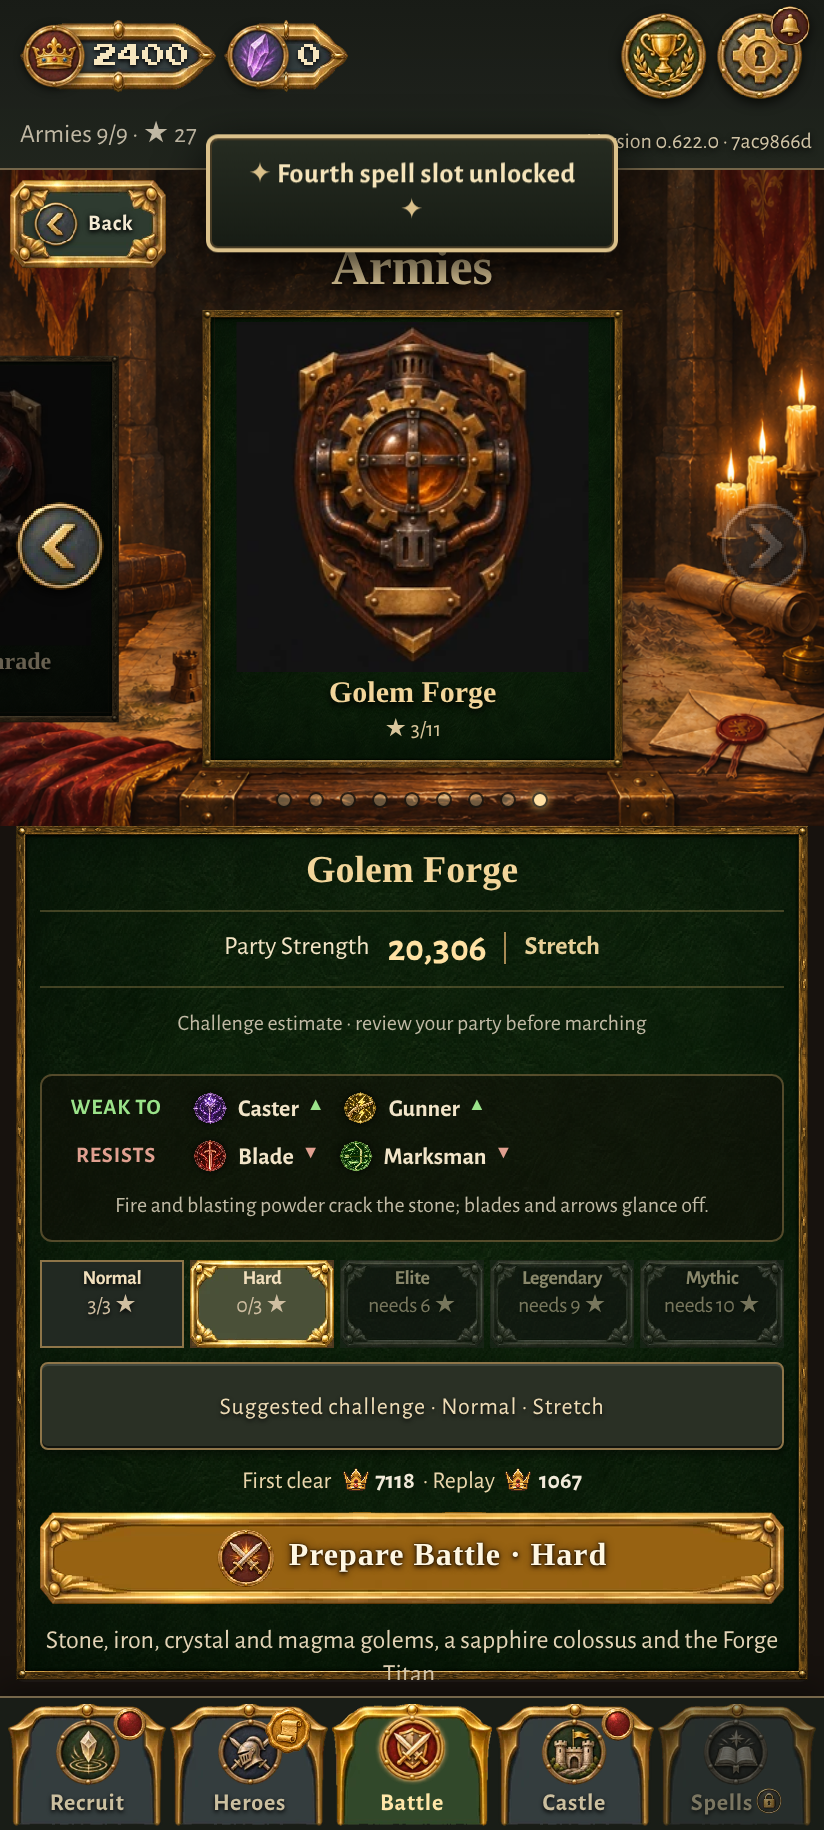 2400
0
Armies 9/9 · ★ 27
sion 0.622.0 · 7ac9866d
✦ Fourth spell slot unlocked
✦
Back
Armies
Golem Forge
★ 3/11
Golem Forge
Party Strength 20,306 | Stretch
Challenge estimate · review your party before marching
WEAK TO Caster ▲ Gunner ▲
RESISTS Blade ▼ Marksman ▼
Fire and blasting powder crack the stone; blades and arrows glance off.
Normal Hard Elite Legendary Mythic
3/3 ★ 0/3 ★ needs 6 ★ needs 9 ★ needs 10 ★
Suggested challenge · Normal · Stretch
First clear 7118 · Replay 1067
Prepare Battle · Hard
Stone, iron, crystal and magma golems, a sapphire colossus and the Forge
Titan
Recruit Heroes Battle Castle Spells